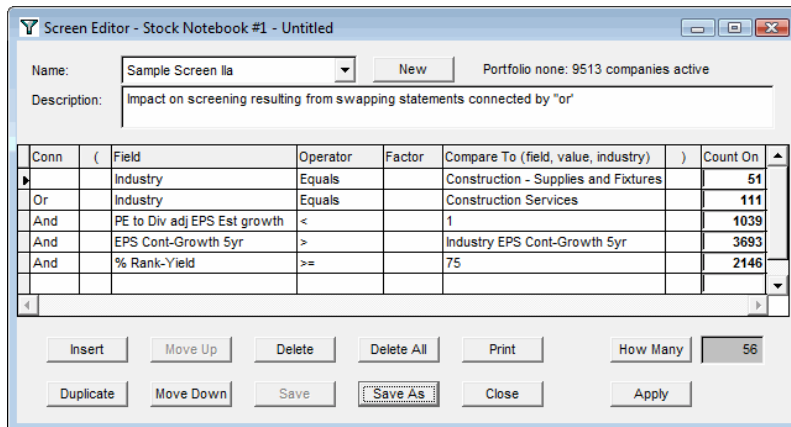 Screen Editor - Stock Notebook #1 - Untitled
Name: Sample Screen IIa New Portfolio none: 9513 companies active
Description: Impact on screening resulting from swapping statements connected by "or'
Conn ( Field Operator Factor Compare To (field, value, industry) ) Count On
Industry Equals Construction - Supplies and Fixtures 51
Or Industry Equals Construction Services 111
And PE to Div adj EPS Est growth < 1 1039
And EPS Cont-Growth 5yr > Industry EPS Cont-Growth 5yr 3693
And % Rank-Yield >= 75 2146
Insert Move Up Delete Delete All Print How Many 56
Duplicate Move Down Save Save As Close Apply